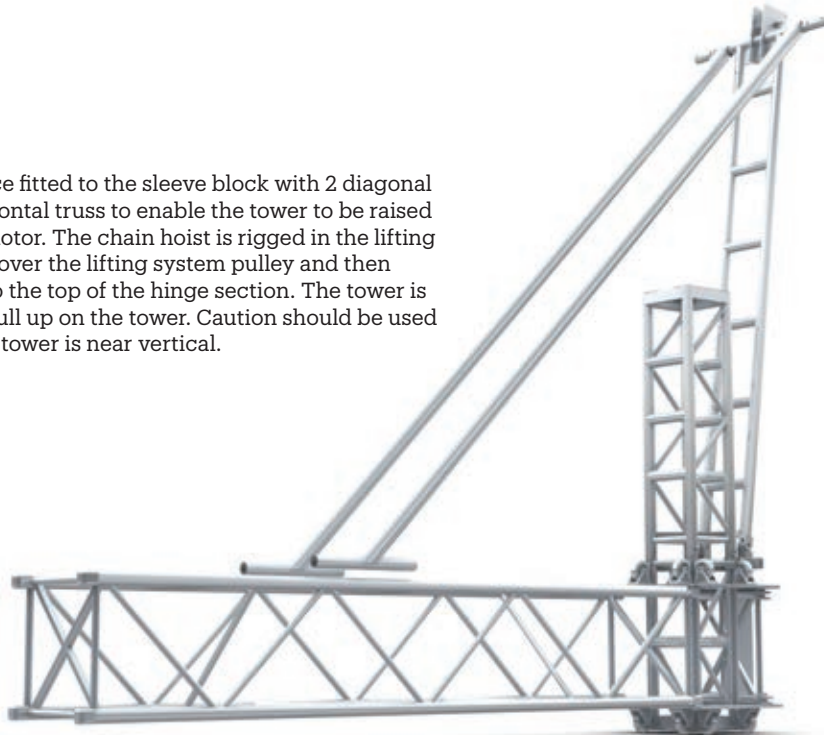 e fitted to the sleeve block with 2 diagonal
ontal truss to enable the tower to be raised
otor. The chain hoist is rigged in the lifting
over the lifting system pulley and then
o the top of the hinge section. The tower is
ull up on the tower. Caution should be used
tower is near vertical.